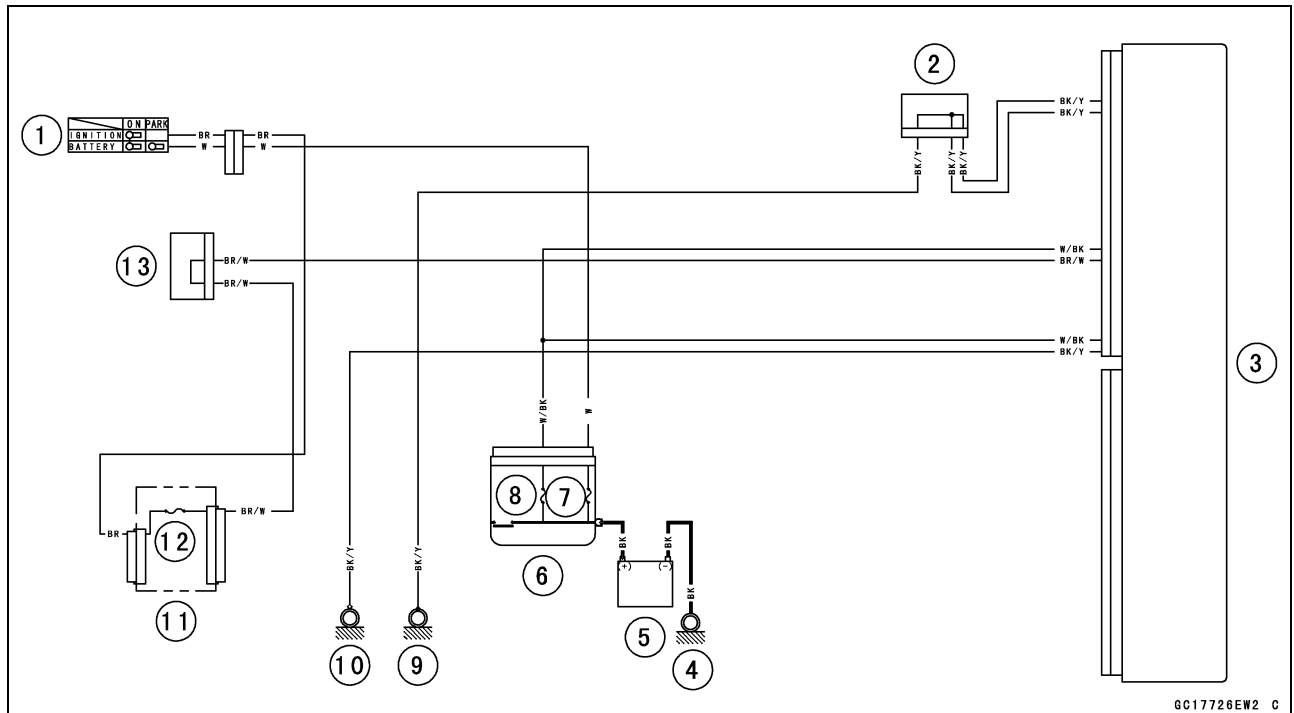 2
BK/Y
BK/Y
1
ON PARK
IGNITION
BATTERY
BR BR
W W
BK/Y BK/Y BK/Y
13
BR/W
BR/W
W/BK
BR/W
W/BK
BK/Y
3
W/BK W
8 7
BR/W
12
BR
BK BK
(+) (-)
BK/Y BK/Y
BK
6
11
5
10 9 4
GC17726EW2 C